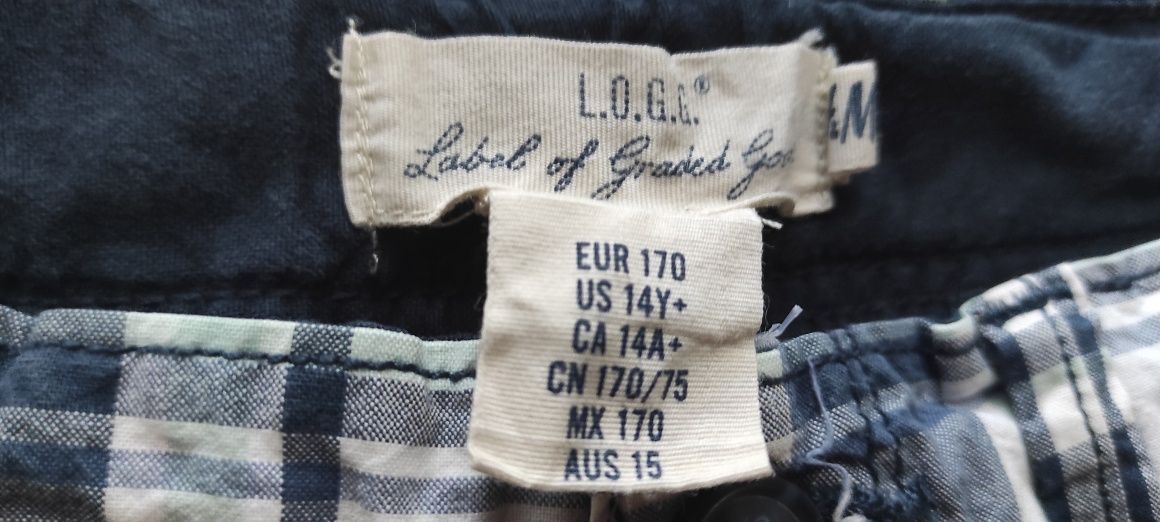 L.O.G.G.®
Label of Graded Goo
&M
EUR 170
US 14Y+
CA 14A+
CN 170/75
MX 170
AUS 15